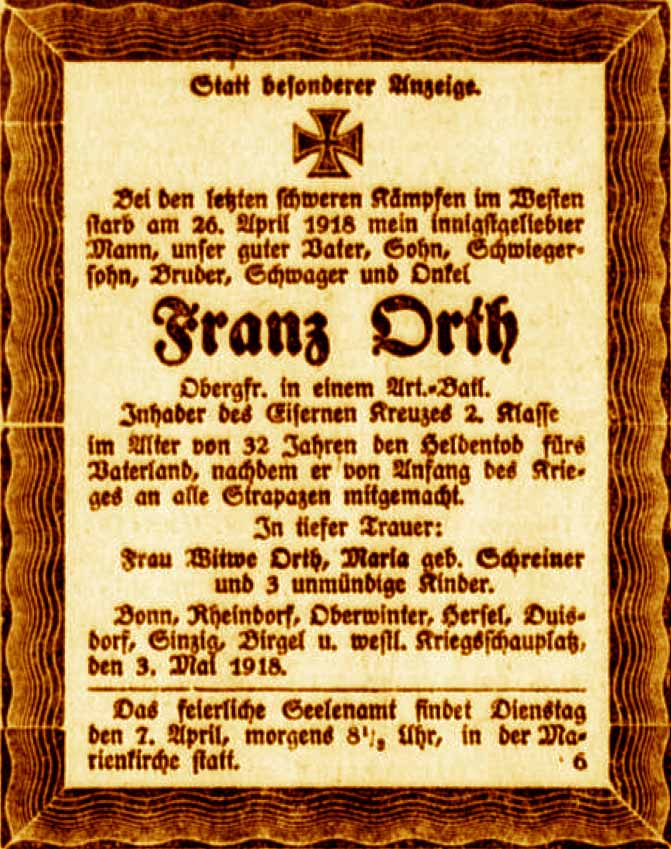 Statt besonderer Anzeige.
Bei den letzten schweren Kämpfen im Westen
starb am 26. April 1918 mein innigstgeliebter
Mann, unser guter Vater, Sohn, Schwieger-
sohn, Bruder, Schwager und Onkel
Franz Orth
Obergfr. in einem Art.-Batl.
Inhaber des Eisernen Kreuzes 2. Klasse
im Alter von 32 Jahren den Heldentod fürs
Vaterland, nachdem er von Anfang des Krie-
ges an alle Strapazen mitgemacht.
In tiefer Trauer:
Frau Witwe Orth, Maria geb. Schreiner
und 3 unmündige Kinder.
Bonn, Rheindorf, Oberwinter, Hersel, Duis-
dorf, Sinzig, Birgel u. westl. Kriegsschauplatz,
den 3. Mai 1918.
Das feierliche Seelenamt findet Dienstag
den 7. April, morgens 8½ Uhr, in der Ma-
rienkirche statt. 6